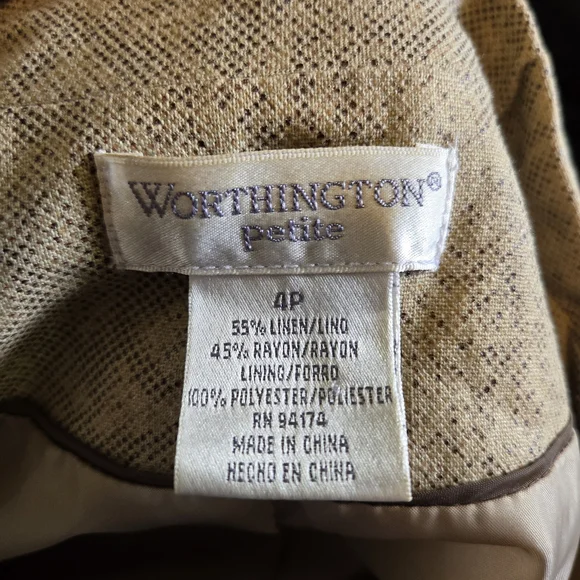 WORTHINGTON®
petite
4P
55% LINEN/LINO
45% RAYON/RAYON
LINING/FORRO
100% POLYESTER/POLIESTER
RN 94174
MADE IN CHINA
HECHO EN CHINA